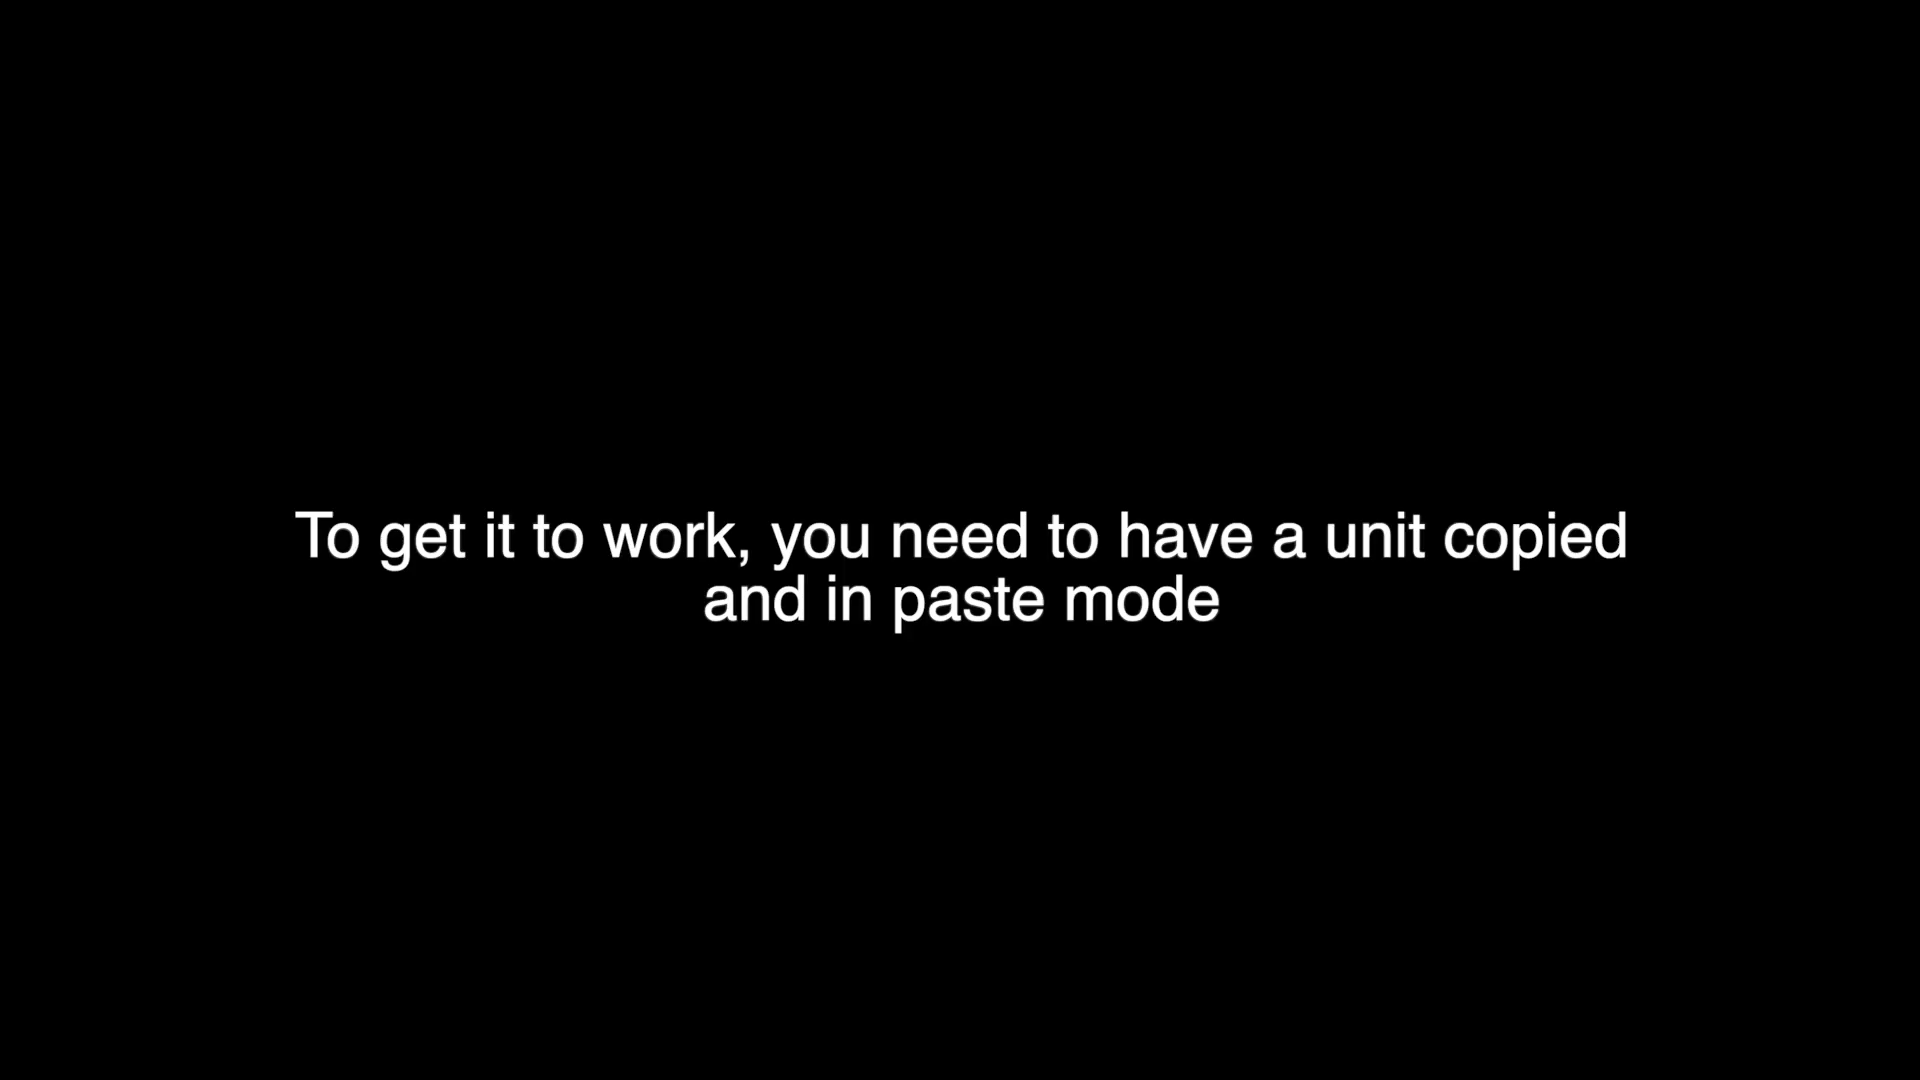 To get it to work, you need to have a unit copied
and in paste mode